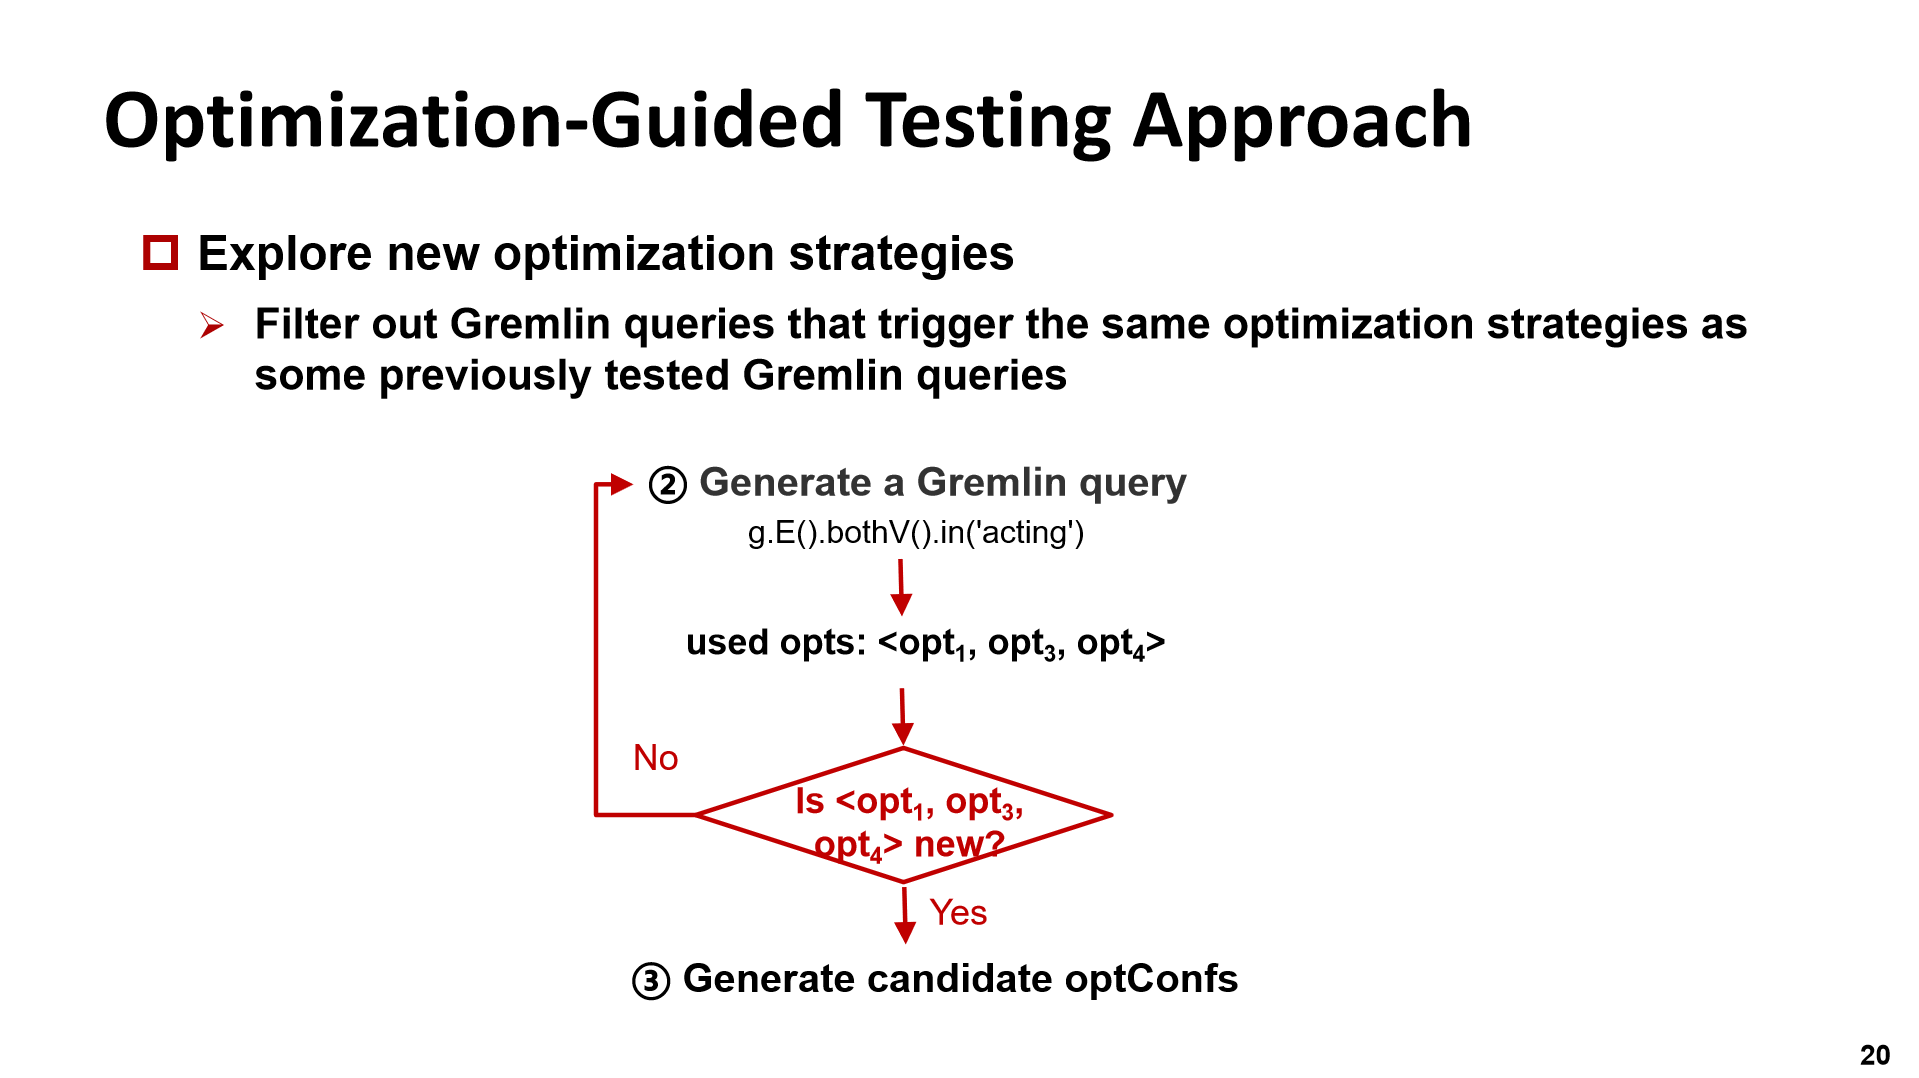 Optimization-Guided Testing Approach
Explore new optimization strategies
Filter out Gremlin queries that trigger the same optimization strategies as
some previously tested Gremlin queries
② Generate a Gremlin query
g.E().bothV().in('acting')
used opts: <opt₁, opt₃, opt₄>
No
Is <opt₁, opt₃,
opt₄> new?
Yes
③ Generate candidate optConfs
20